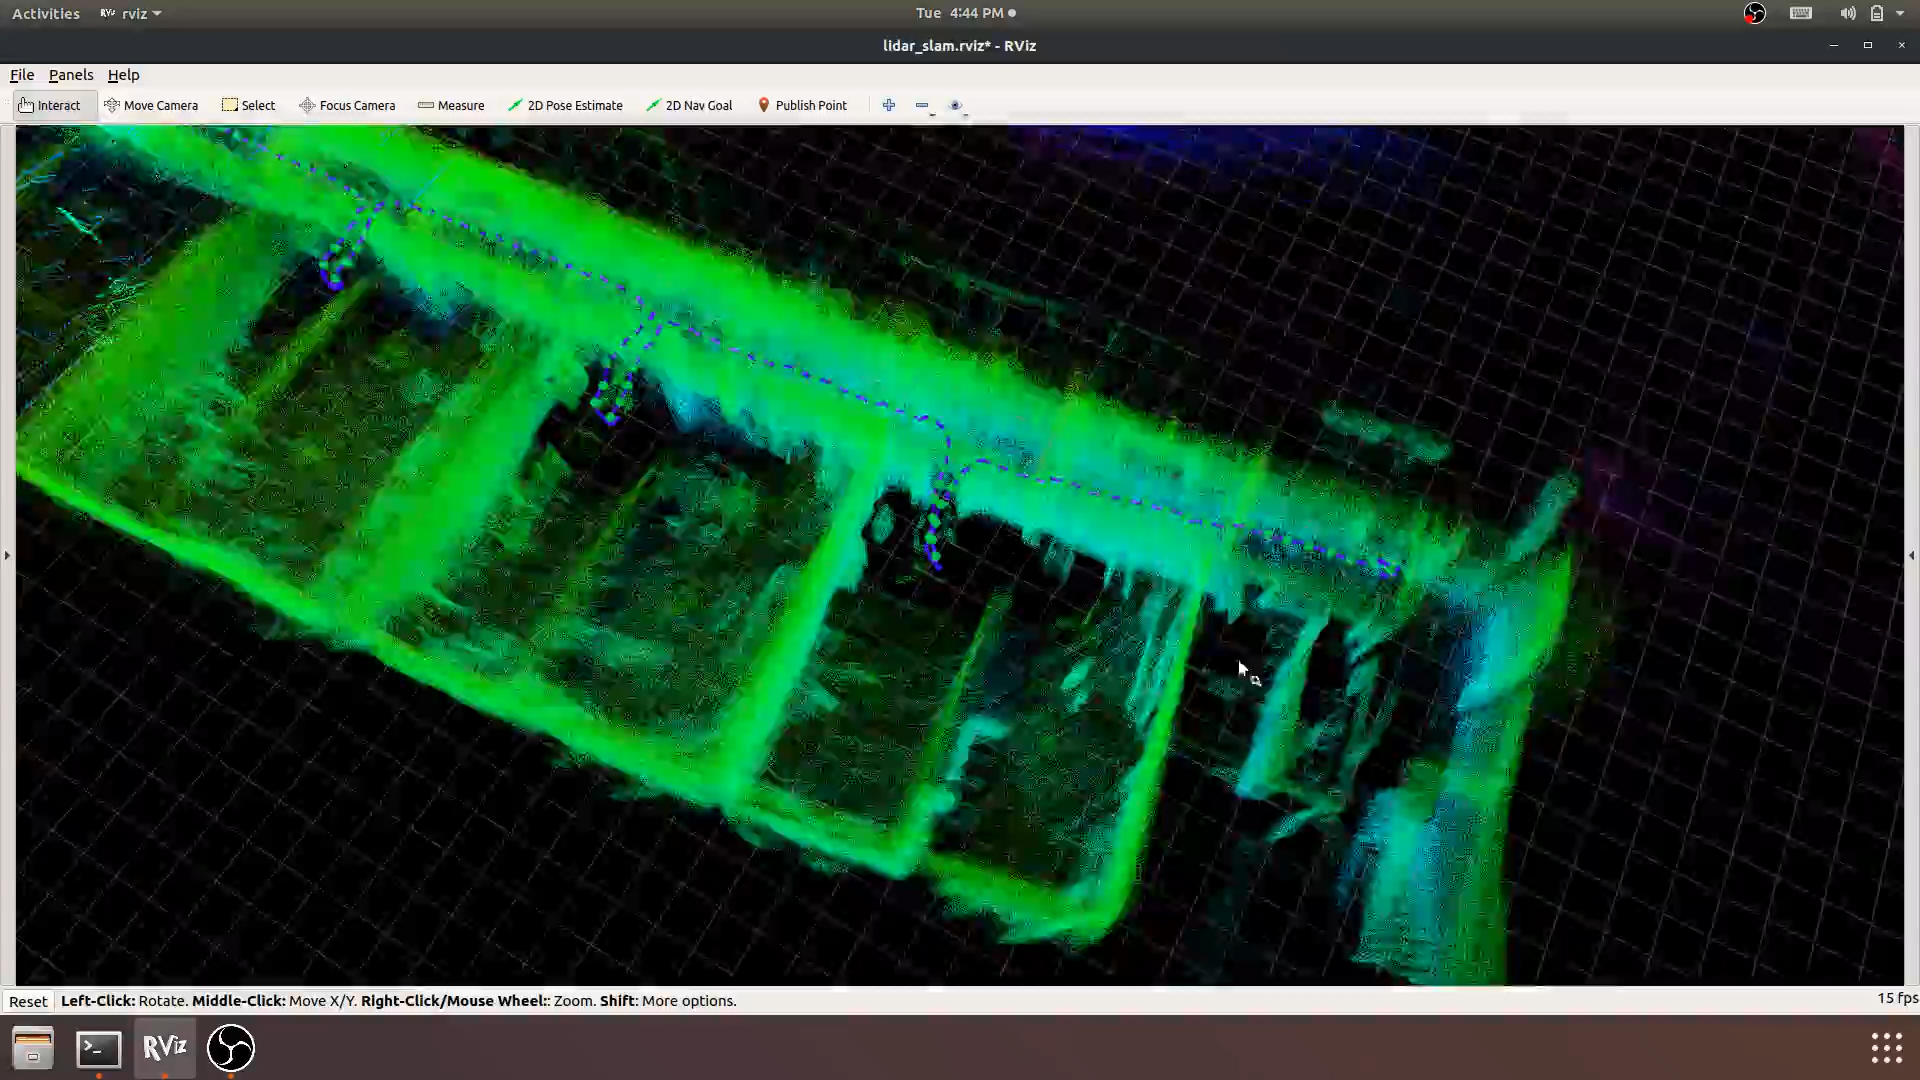 Activities RViz rviz Tue 4:44 PM
lidar_slam.rviz* - RViz
File Panels Help
Interact Move Camera Select Focus Camera Measure 2D Pose Estimate 2D Nav Goal Publish Point
Reset Left-Click: Rotate. Middle-Click: Move X/Y. Right-Click/Mouse Wheel:: Zoom. Shift: More options. 15 fps
>_ RViz